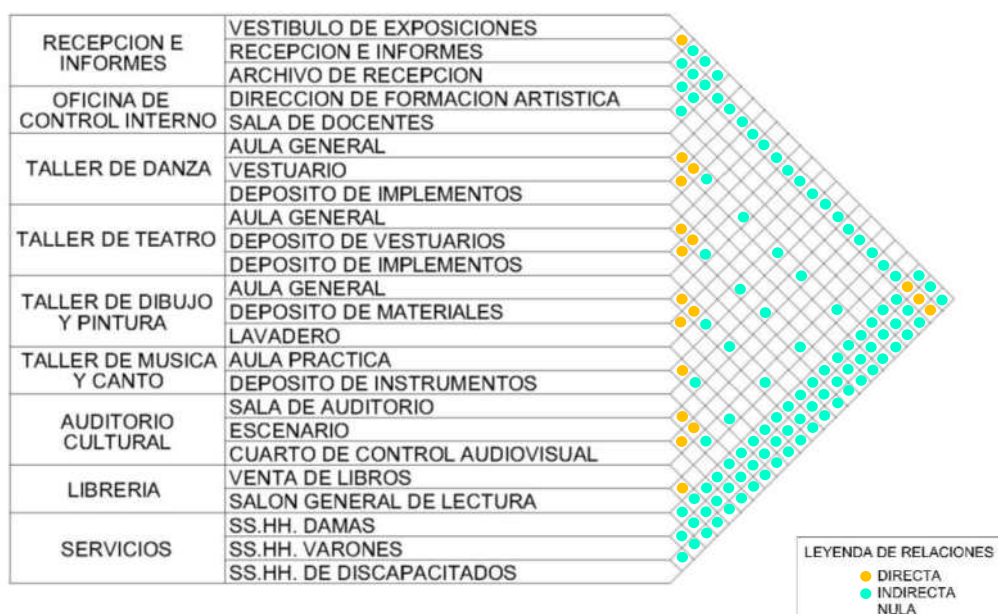 RECEPCION E
INFORMES
VESTIBULO DE EXPOSICIONES
RECEPCION E INFORMES
ARCHIVO DE RECEPCION
OFICINA DE
CONTROL INTERNO
DIRECCION DE FORMACION ARTISTICA
SALA DE DOCENTES
TALLER DE DANZA
AULA GENERAL
VESTUARIO
DEPOSITO DE IMPLEMENTOS
TALLER DE TEATRO
AULA GENERAL
DEPOSITO DE VESTUARIOS
DEPOSITO DE IMPLEMENTOS
TALLER DE DIBUJO
Y PINTURA
AULA GENERAL
DEPOSITO DE MATERIALES
LAVADERO
TALLER DE MUSICA
Y CANTO
AULA PRACTICA
DEPOSITO DE INSTRUMENTOS
AUDITORIO
CULTURAL
SALA DE AUDITORIO
ESCENARIO
CUARTO DE CONTROL AUDIOVISUAL
LIBRERIA
VENTA DE LIBROS
SALON GENERAL DE LECTURA
SERVICIOS
SS.HH. DAMAS
SS.HH. VARONES
SS.HH. DE DISCAPACITADOS
LEYENDA DE RELACIONES
DIRECTA
INDIRECTA
NULA